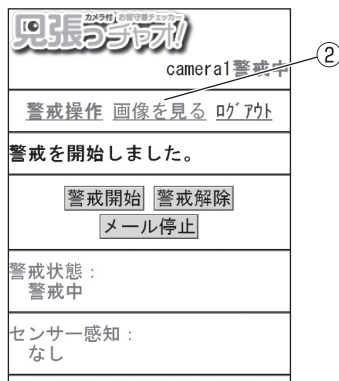 カメラ付 お留守番チェッカー
見張っチャオ!
camera1警戒中
②
警戒操作 画像を見る ﾛｸﾞｱｳﾄ
警戒を開始しました。
警戒開始 警戒解除
メール停止
警戒状態：
警戒中
センサー感知：
なし